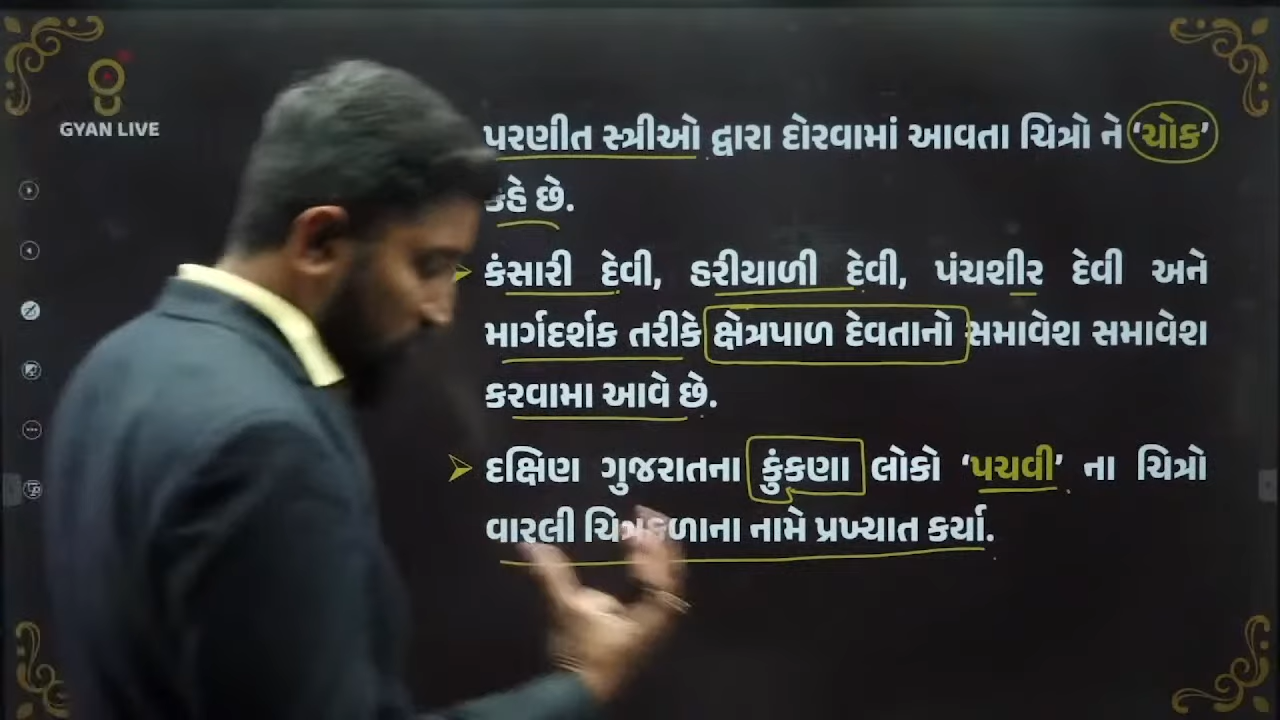 GYAN LIVE
પરણીત સ્ત્રીઓ દ્વારા દોરવામાં આવતા ચિત્રો ને ‘ચોક’
કહે છે.
કંસારી દેવી, હરીયાળી દેવી, પંચશીર દેવી અને
માર્ગદર્શક તરીકે ક્ષેત્રપાળ દેવતાનો સમાવેશ સમાવેશ
કરવામા આવે છે.
દક્ષિણ ગુજરાતના કુંકણા લોકો ‘પચવી’ ના ચિત્રો
વારલી ચિત્રકળાના નામે પ્રખ્યાત કર્યા.